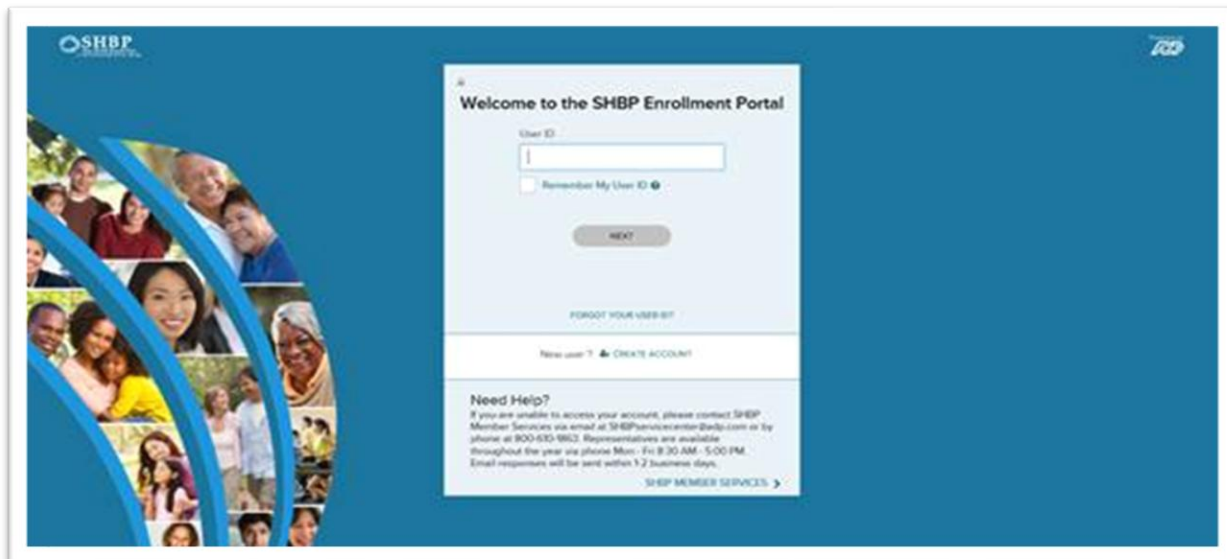 SHBP
ADP
Welcome to the SHBP Enrollment Portal
User ID
Remember My User ID
NEXT
FORGOT YOUR USER ID?
New user ? CREATE ACCOUNT
Need Help?
If you are unable to access your account, please contact SHBP
Member Services via email at SHBPservicecenter@adp.com or by
phone at 800-610-1863. Representatives are available
throughout the year via phone Mon - Fri 8:30 AM - 5:00 PM.
Email responses will be sent within 1-2 business days.
SHBP MEMBER SERVICES